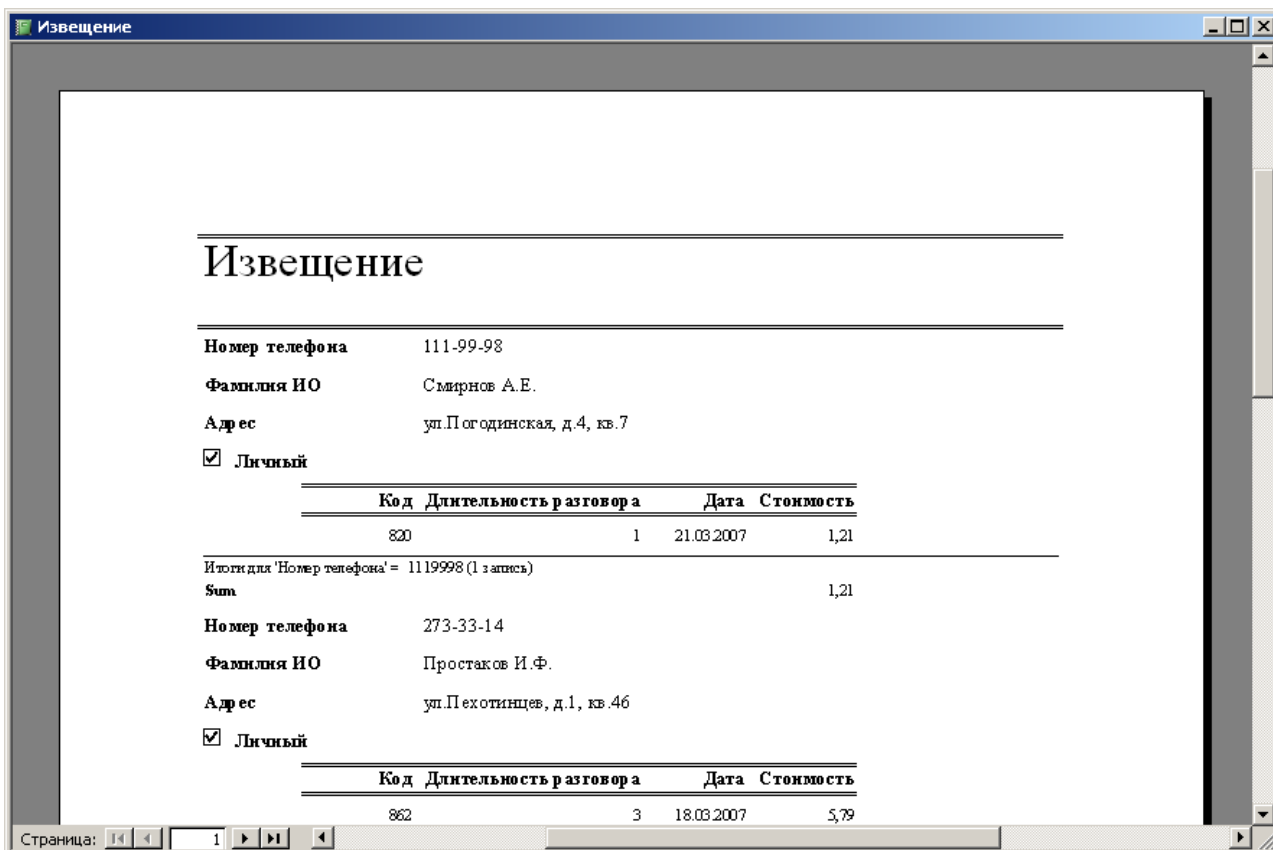 Извещение
Извещение
Номер телефона 111-99-98
Фамилия ИО Смирнов А.Е.
Адрес ул.Погодинская, д.4, кв.7
Личный
Код Длительность разговора Дата Стоимость
820 1 21.03.2007 1,21
Итоги для 'Номер телефона' = 1119998 (1 запись)
Sum 1,21
Номер телефона 273-33-14
Фамилия ИО Простаков И.Ф.
Адрес ул.Пехотинцев, д.1, кв.46
Личный
Код Длительность разговора Дата Стоимость
862 3 18.03.2007 5,79
Страница: 1